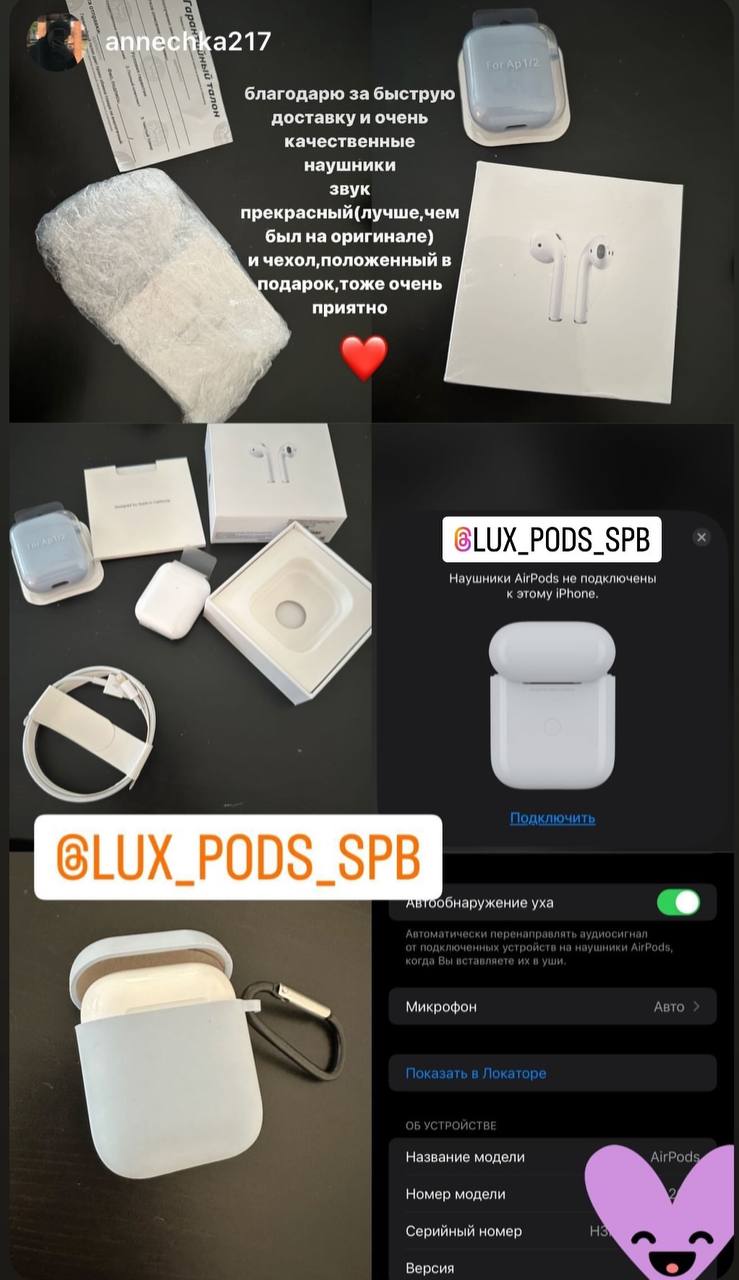 annechka217
Гарантийный талон
For Ap1/2
благодарю за быструю
доставку и очень
качественные
наушники
звук
прекрасный(лучше,чем
был на оригинале)
и чехол,положенный в
подарок,тоже очень
приятно
For Ap1/2
Designed by Apple in California
@LUX_PODS_SPB
Наушники AirPods не подключены
к этому iPhone.
Подключить
@LUX_PODS_SPB
Автообнаружение уха
Автоматически перенаправлять аудиосигнал
от подключенных устройств на наушники AirPods,
когда Вы вставляете их в уши.
Микрофон Авто
Показать в Локаторе
ОБ УСТРОЙСТВЕ
Название модели AirPods
Номер модели
Серийный номер
Версия